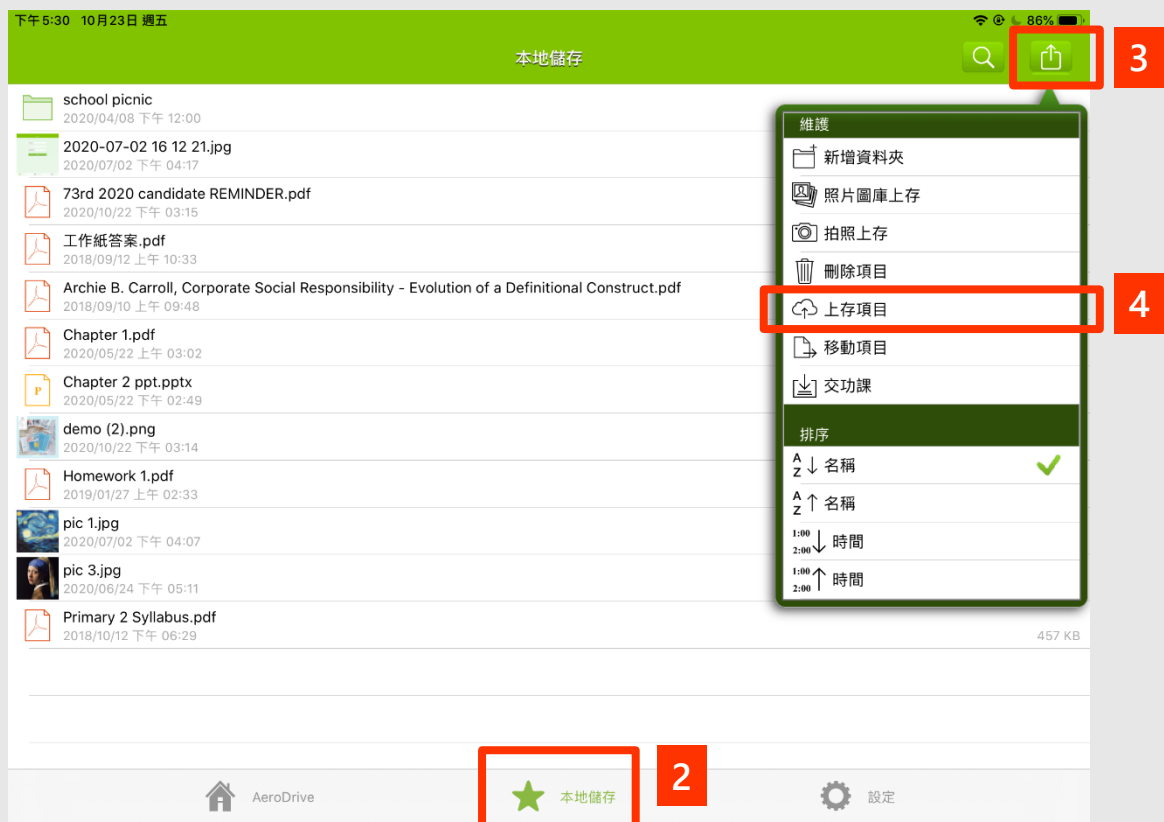 下午5:30 10月23日 週五
86%
本地儲存
3
school picnic
2020/04/08 下午 12:00
2020-07-02 16 12 21.jpg
2020/07/02 下午 04:17
73rd 2020 candidate REMINDER.pdf
2020/10/22 下午 03:15
工作紙答案.pdf
2018/09/12 上午 10:33
Archie B. Carroll, Corporate Social Responsibility - Evolution of a Definitional Construct.pdf
2018/09/10 上午 09:48
Chapter 1.pdf
2020/05/22 上午 03:02
P
Chapter 2 ppt.pptx
2020/05/22 下午 02:49
demo (2).png
2020/10/22 下午 03:14
Homework 1.pdf
2019/01/27 上午 02:33
pic 1.jpg
2020/07/02 下午 04:07
pic 3.jpg
2020/06/24 下午 05:11
Primary 2 Syllabus.pdf
2018/10/12 下午 06:29
457 KB
維護
新增資料夾
照片圖庫上存
拍照上存
刪除項目
上存項目
4
移動項目
交功課
排序
A
Z
名稱
A
Z
名稱
1:00
2:00
時間
1:00
2:00
時間
AeroDrive
本地儲存
2
設定